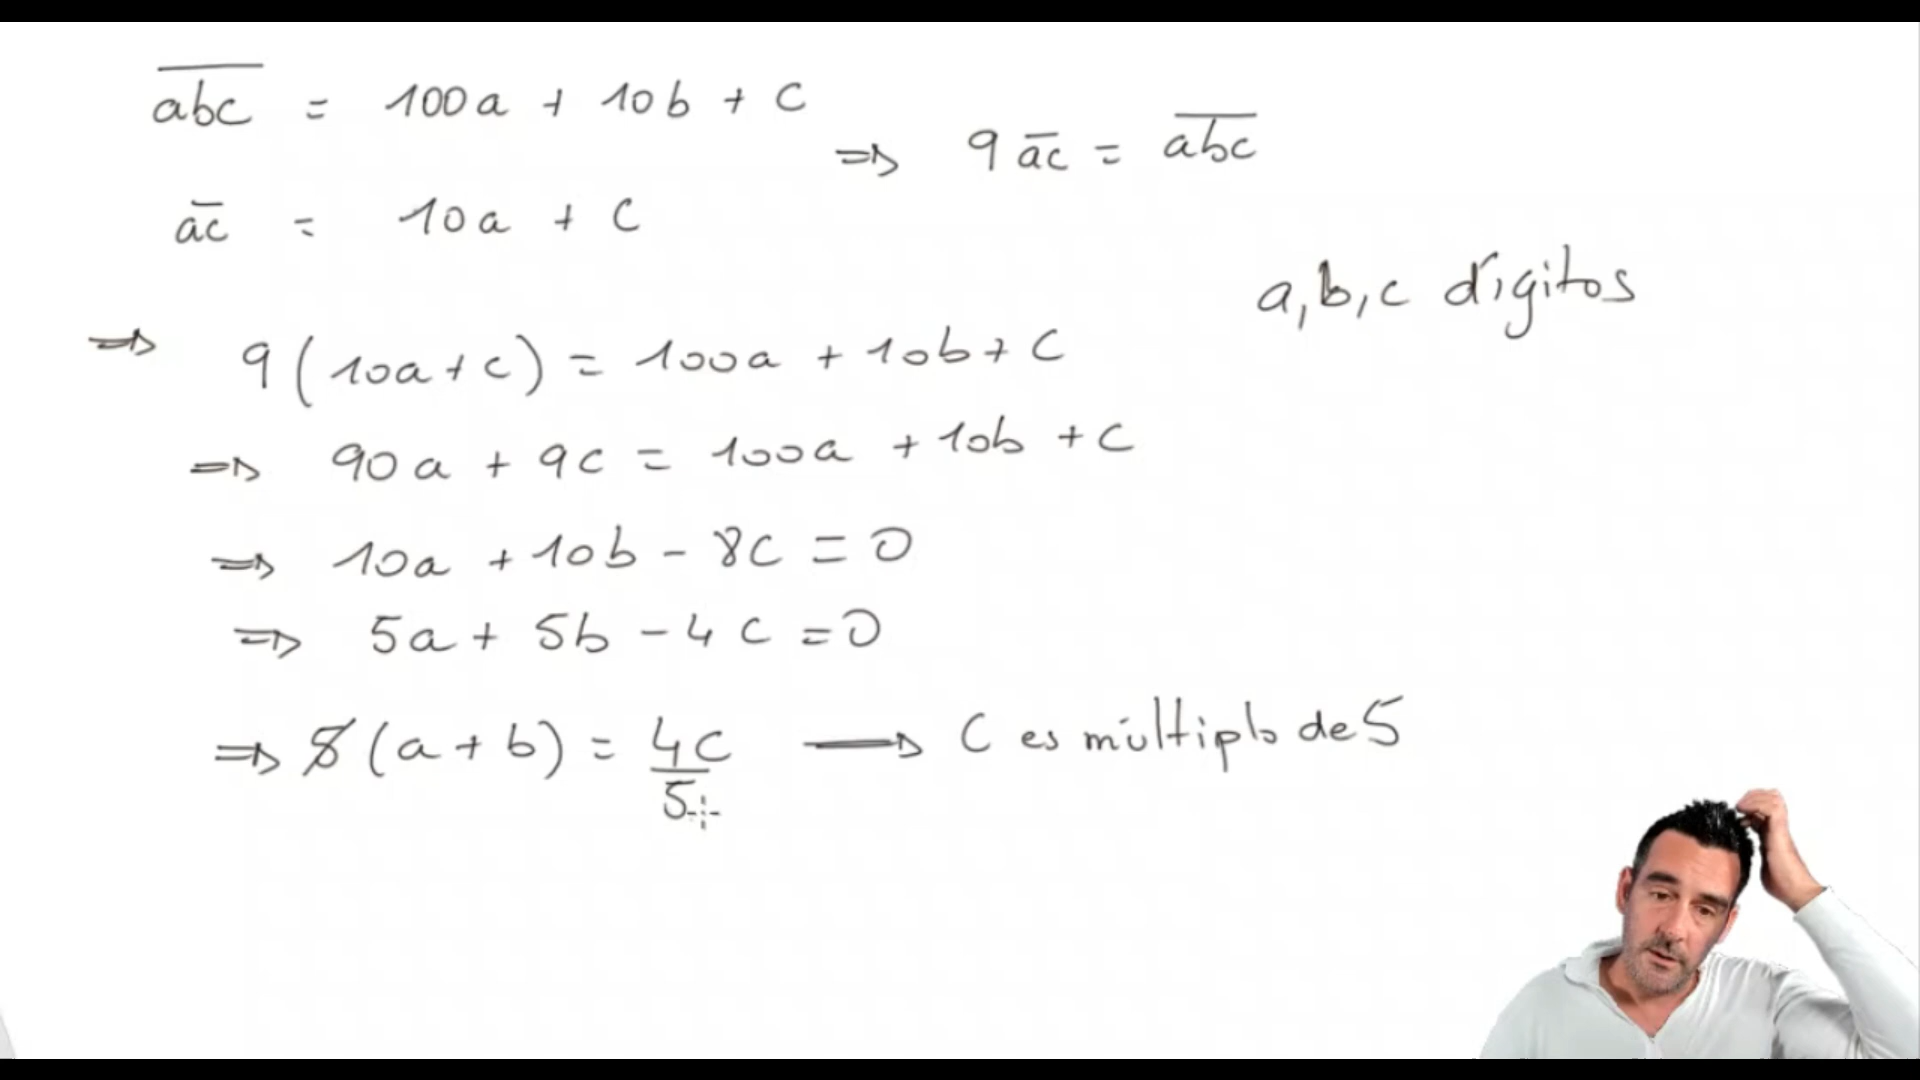 abc = 100a + 10b + c
⇒ 9 ac = abc
ac = 10a + c
a, b, c dígitos
⇒ 9 (10a + c) = 100a + 10b + c
⇒ 90a + 9c = 100a + 10b + c
⇒ 10a + 10b - 8c = 0
⇒ 5a + 5b - 4c = 0
⇒ 5 (a + b) = 4c/5 → C es múltiplo de 5